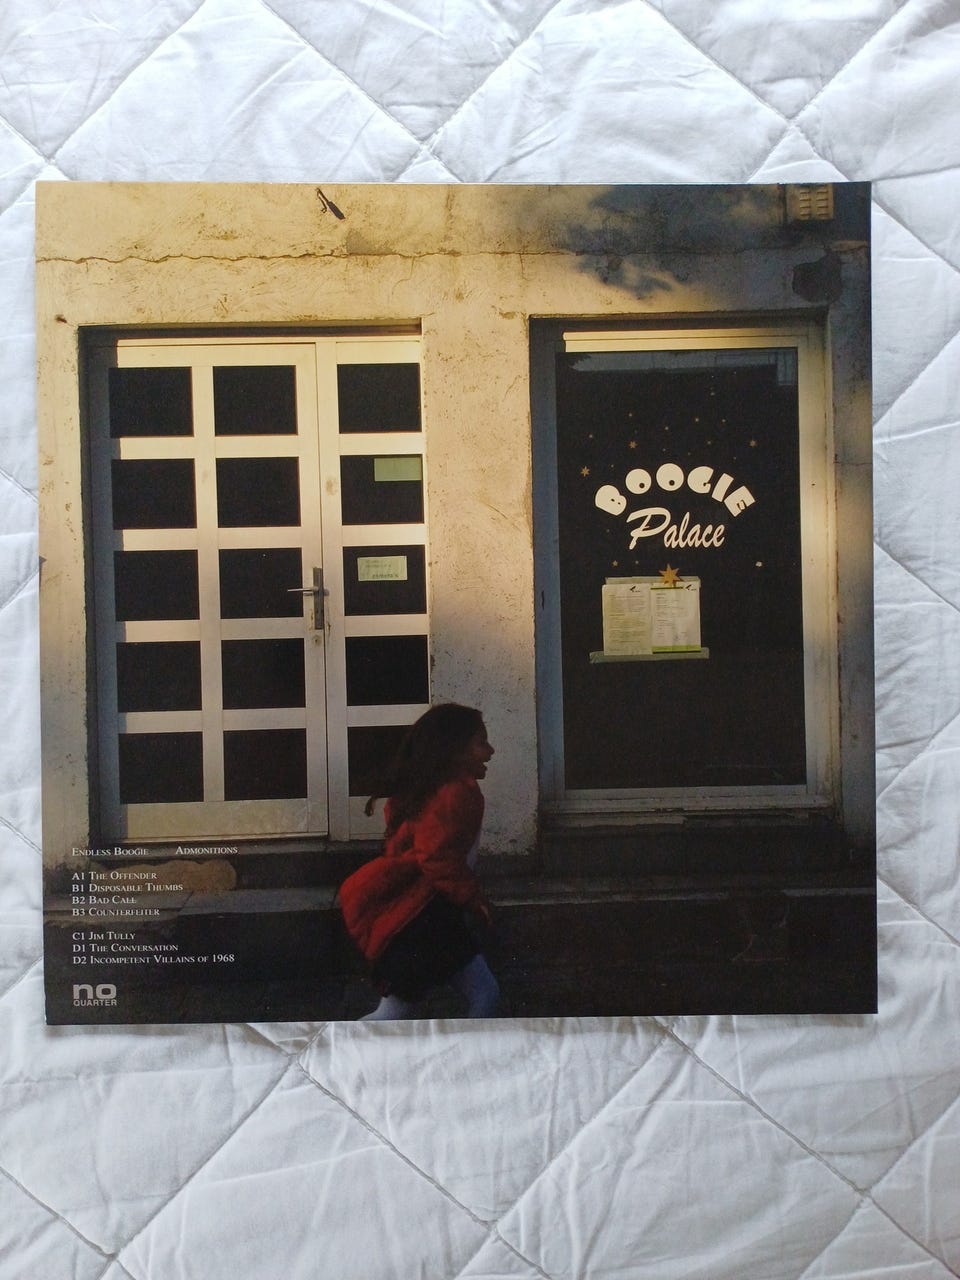 BOOGIE
Palace
ENDLESS BOOGIE ADMONITIONS
A1 THE OFFENDER
B1 DISPOSABLE THUMBS
B2 BAD CALL
B3 COUNTERFEITER
C1 JIM TULLY
D1 THE CONVERSATION
D2 INCOMPETENT VILLAINS OF 1968
no
QUARTER